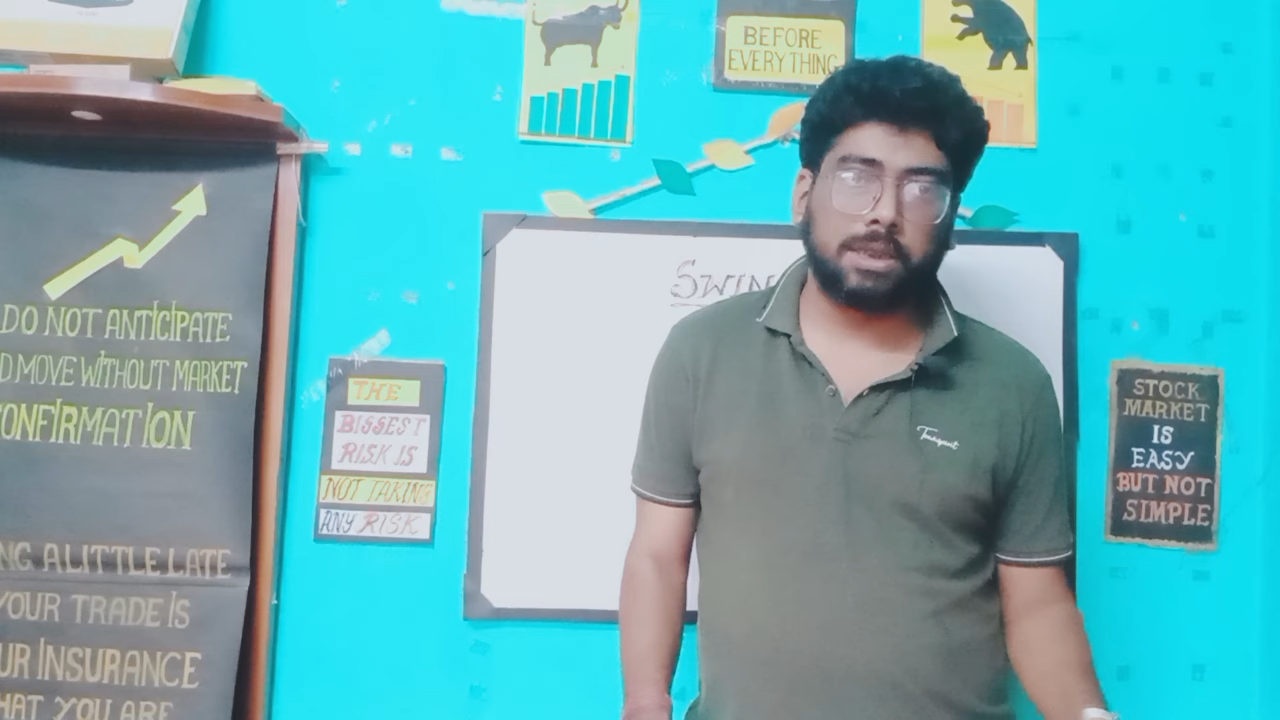 BEFORE
EVERYTHING
SWIN
DO NOT ANTICIPATE
D MOVE WITHOUT MARKET
ONFIRMATION
NG A LITTLE LATE
YOUR TRADE IS
UR INSURANCE
HAT YOU ARE
THE
BIGGEST
RISK IS
NOT TAKING
ANY RISK
STOCK
MARKET
IS
EASY
BUT NOT
SIMPLE